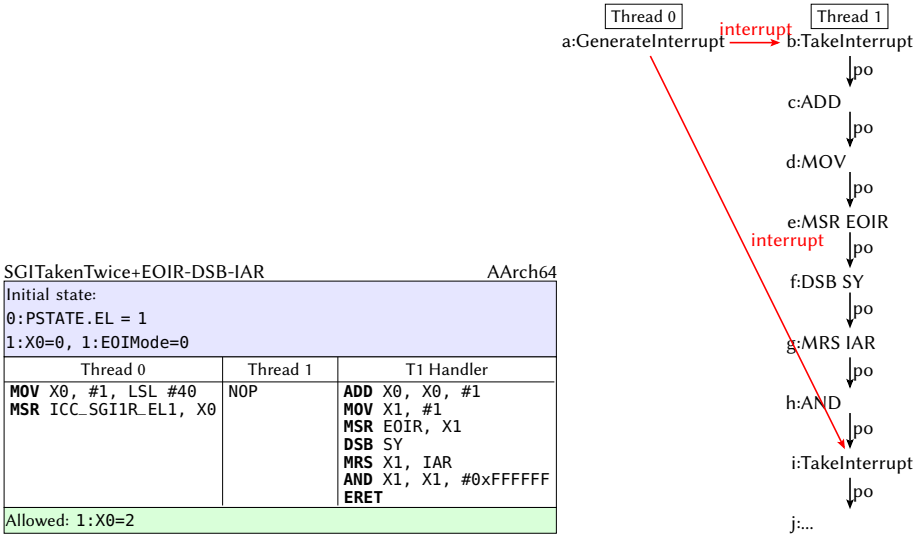 SGITakenTwice+EOIR-DSB-IAR AArch64
Initial state:
0:PSTATE.EL = 1
1:X0=0, 1:EOIMode=0
Thread 0 Thread 1 T1 Handler
MOV X0, #1, LSL #40 NOP ADD X0, X0, #1
MSR ICC_SGI1R_EL1, X0 MOV X1, #1
MSR EOIR, X1
DSB SY
MRS X1, IAR
AND X1, X1, #0xFFFFFF
ERET
Allowed: 1:X0=2
Thread 0 Thread 1
a:GenerateInterrupt interrupt b:TakeInterrupt
po
c:ADD
po
d:MOV
po
e:MSR EOIR
interrupt po
f:DSB SY
po
g:MRS IAR
po
h:AND
po
i:TakeInterrupt
po
j:...